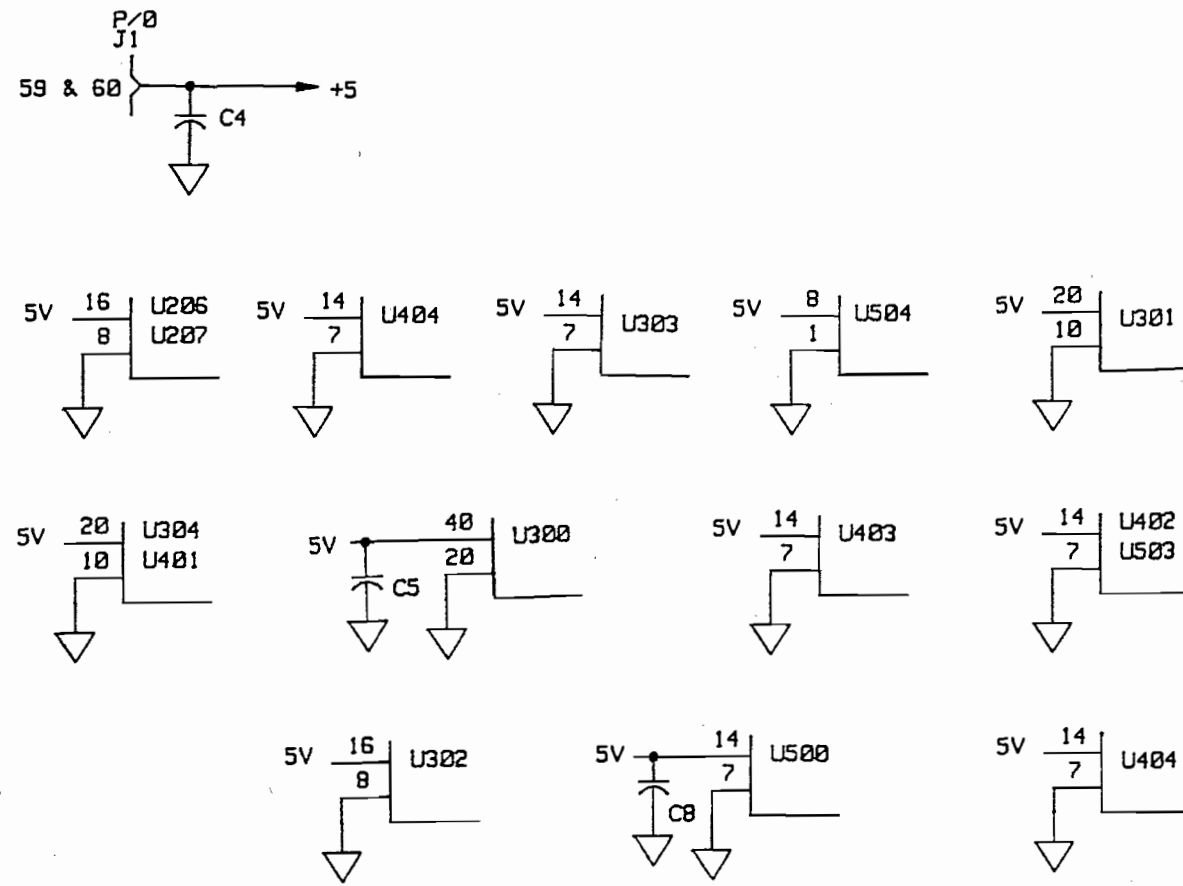 P/O
J1
59 & 60
+5
C4
5V 16 U206
8 U207
5V 14 U404
7
5V 14 U303
7
5V 8 U504
1
5V 20 U301
10
5V 20 U304
10 U401
5V 40 U300
20
C5
5V 14 U403
7
5V 14 U402
7 U503
5V 16 U302
8
5V 14 U500
7
C8
5V 14 U404
7